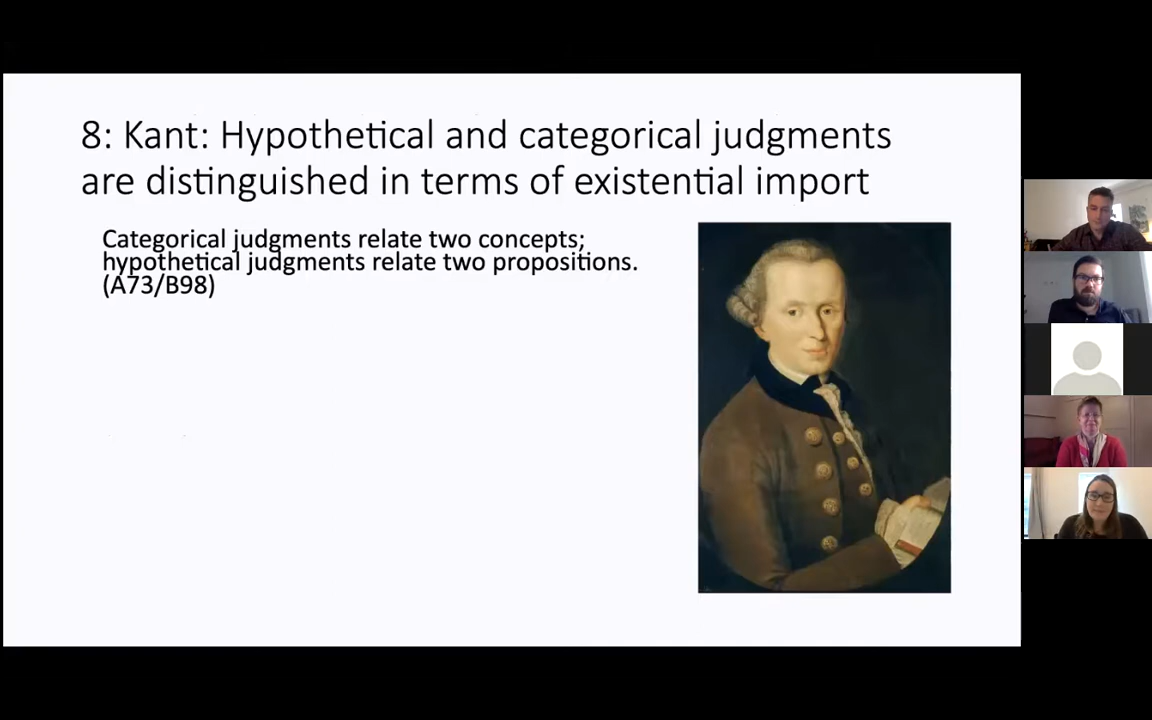 8: Kant: Hypothetical and categorical judgments
are distinguished in terms of existential import
Categorical judgments relate two concepts;
hypothetical judgments relate two propositions.
(A73/B98)